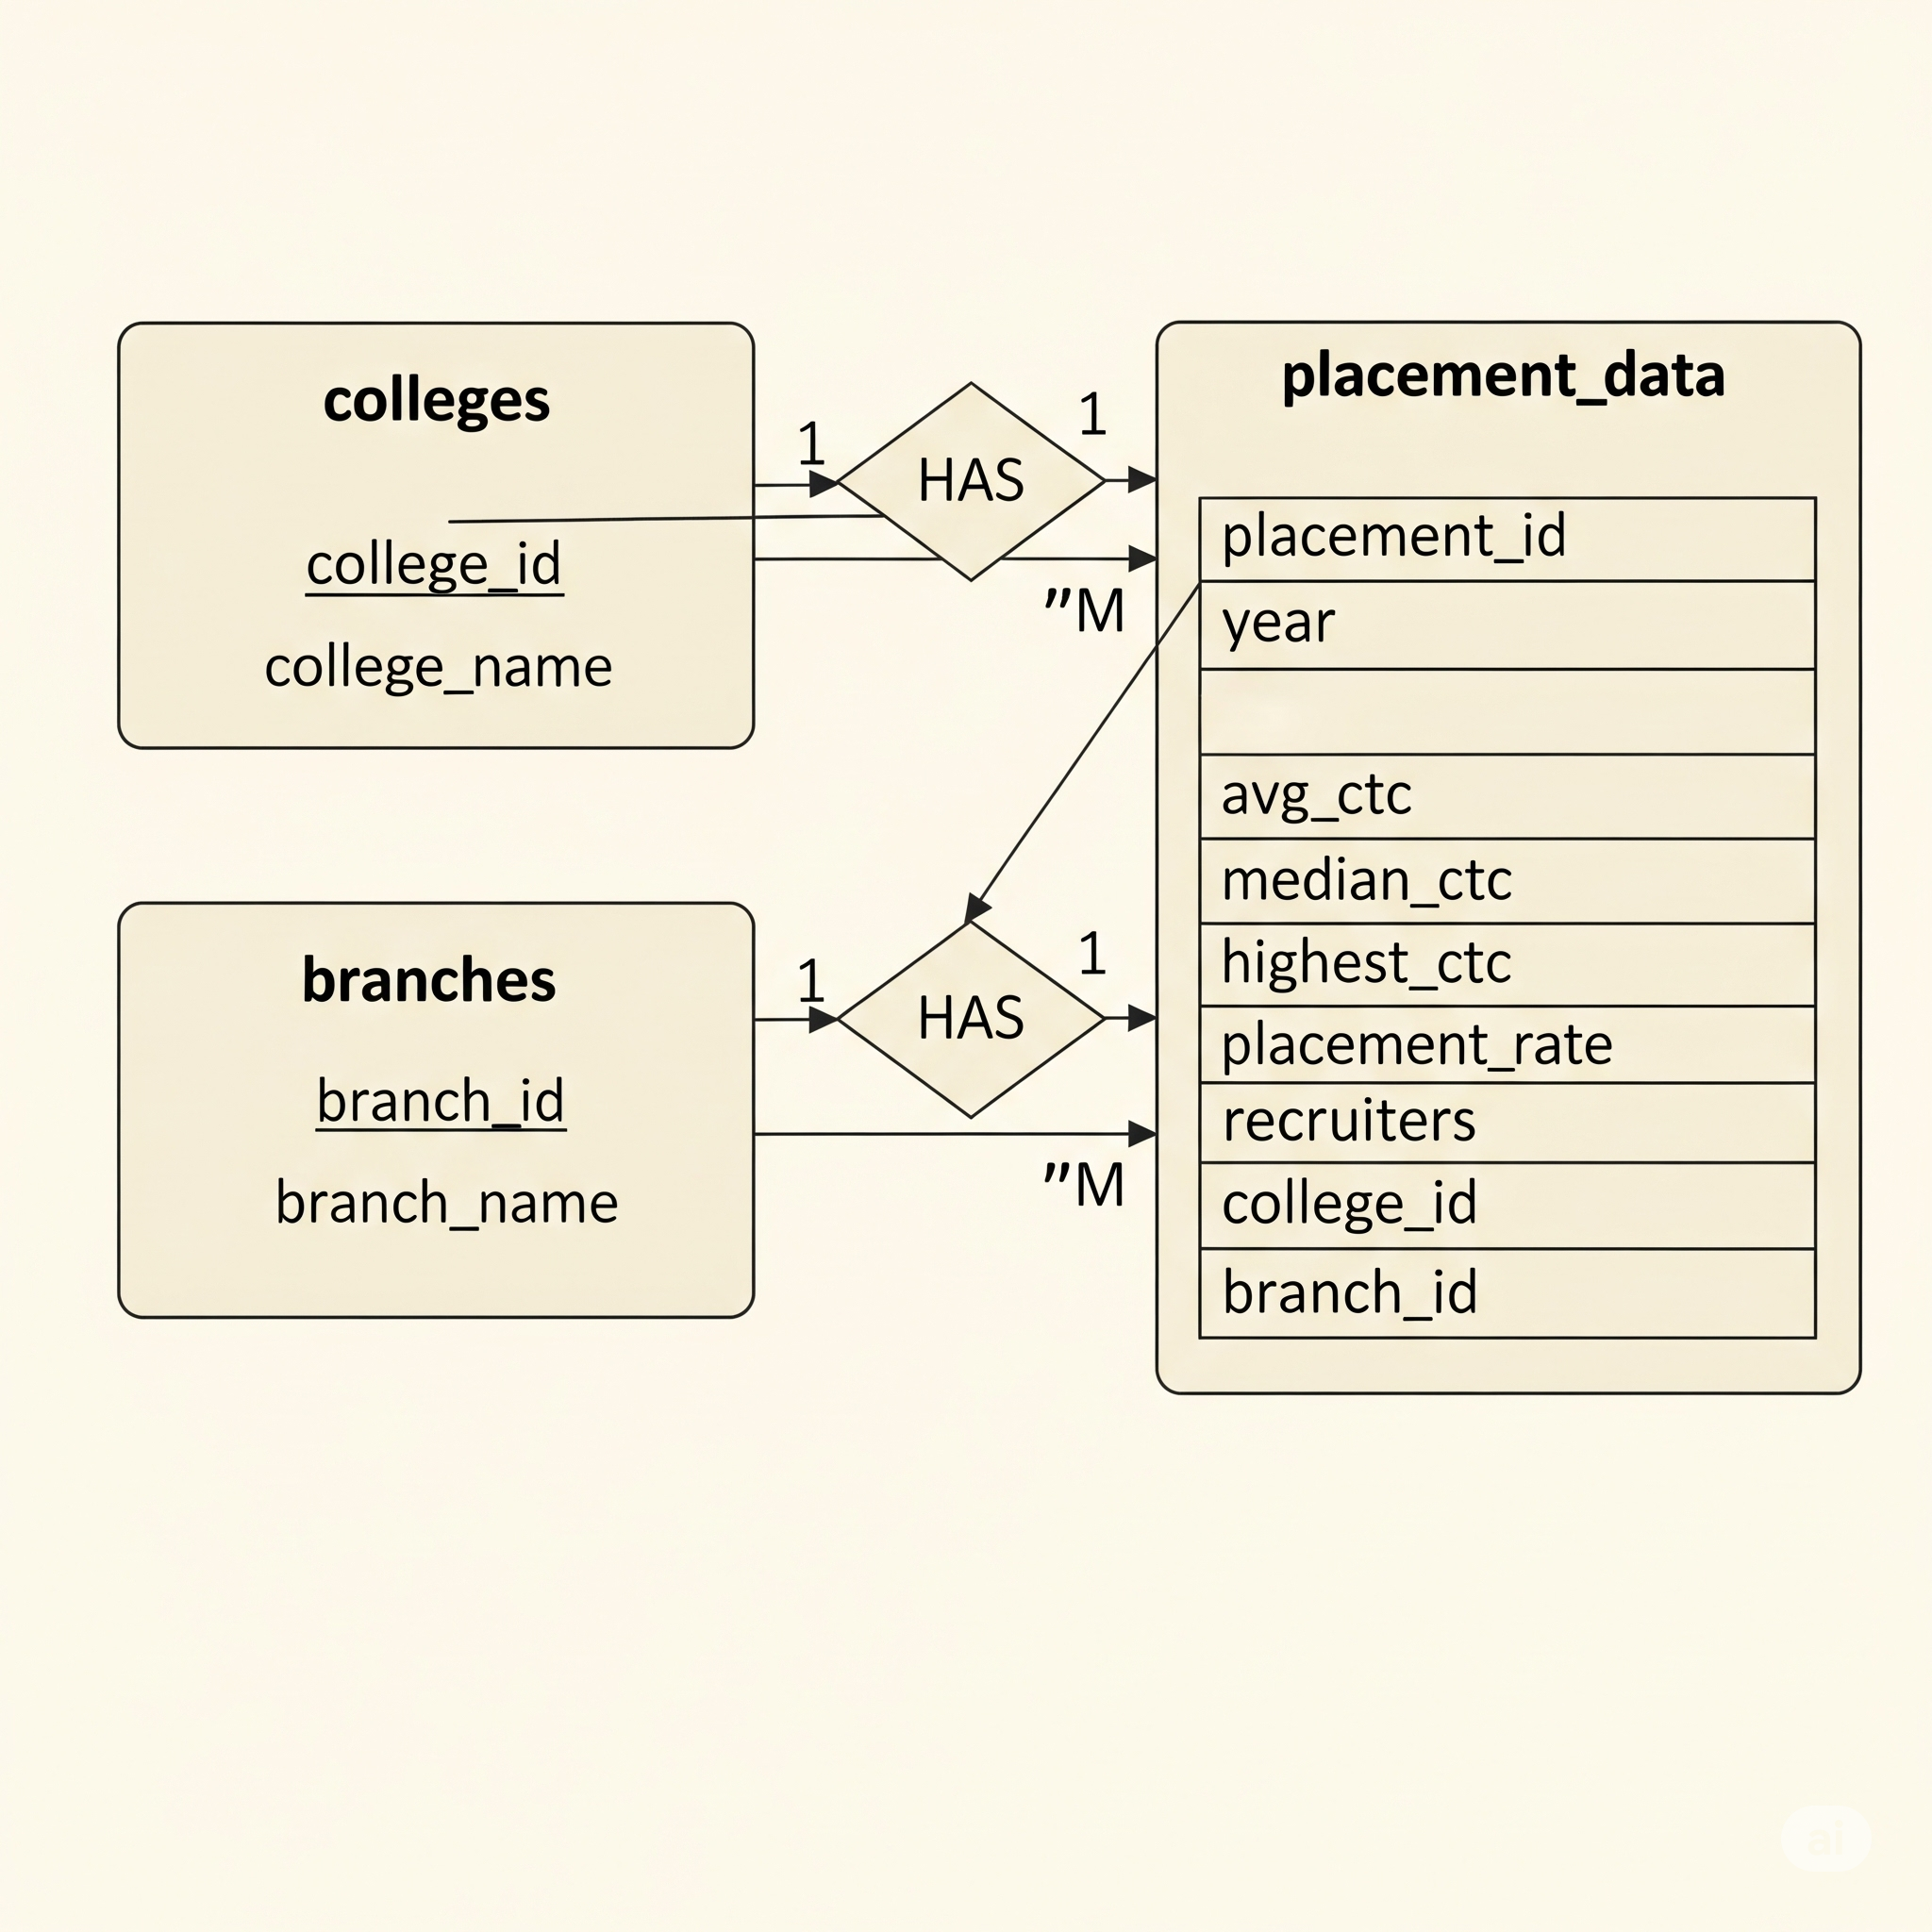 colleges
college_id
college_name
1
HAS
1
”M
branches
branch_id
branch_name
1
HAS
1
”M
placement_data
placement_id
year
avg_ctc
median_ctc
highest_ctc
placement_rate
recruiters
college_id
branch_id
ai